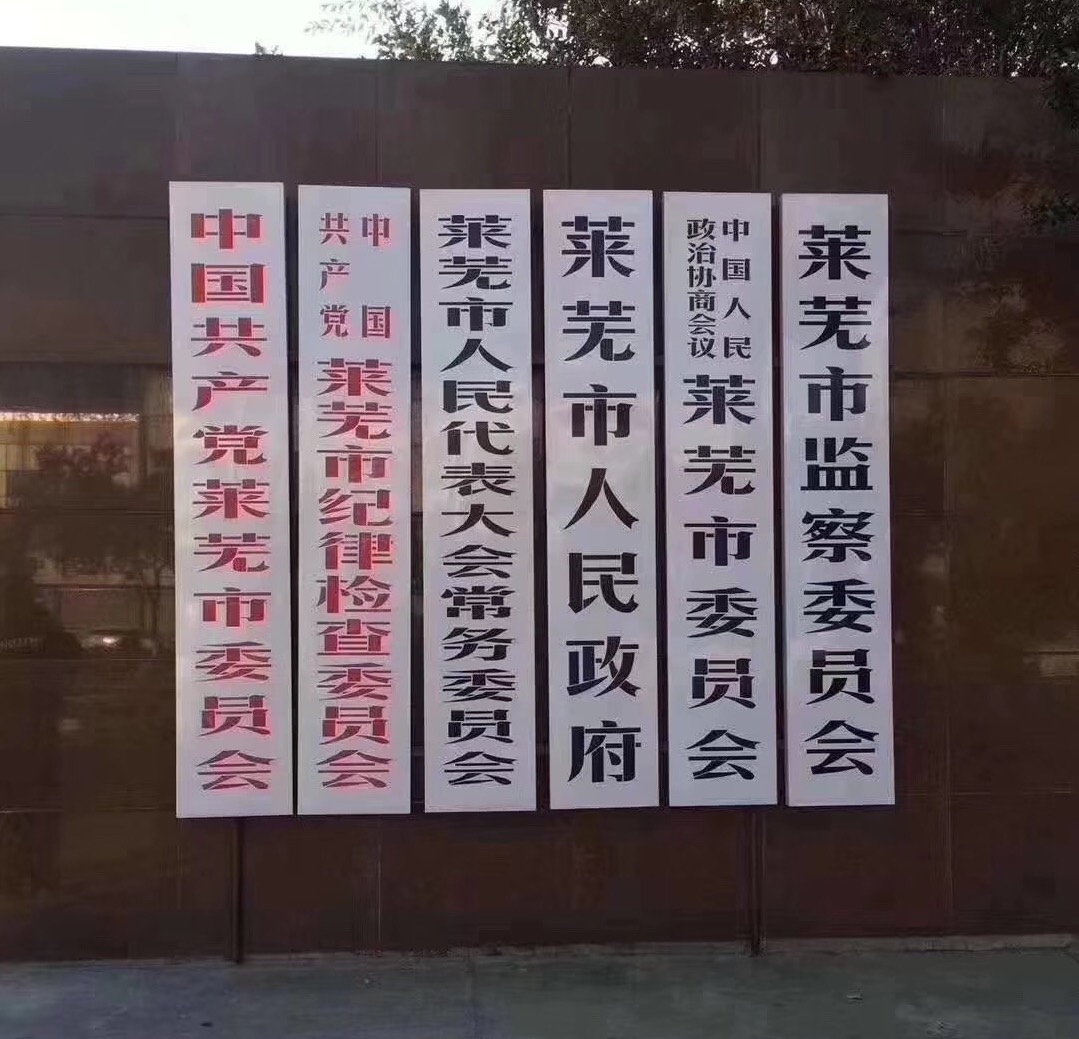 中国共产党莱芜市委员会
中国共产党莱芜市纪律检查委员会
莱芜市人民代表大会常务委员会
莱芜市人民政府
中国人民政治协商会议莱芜市委员会
莱芜市监察委员会